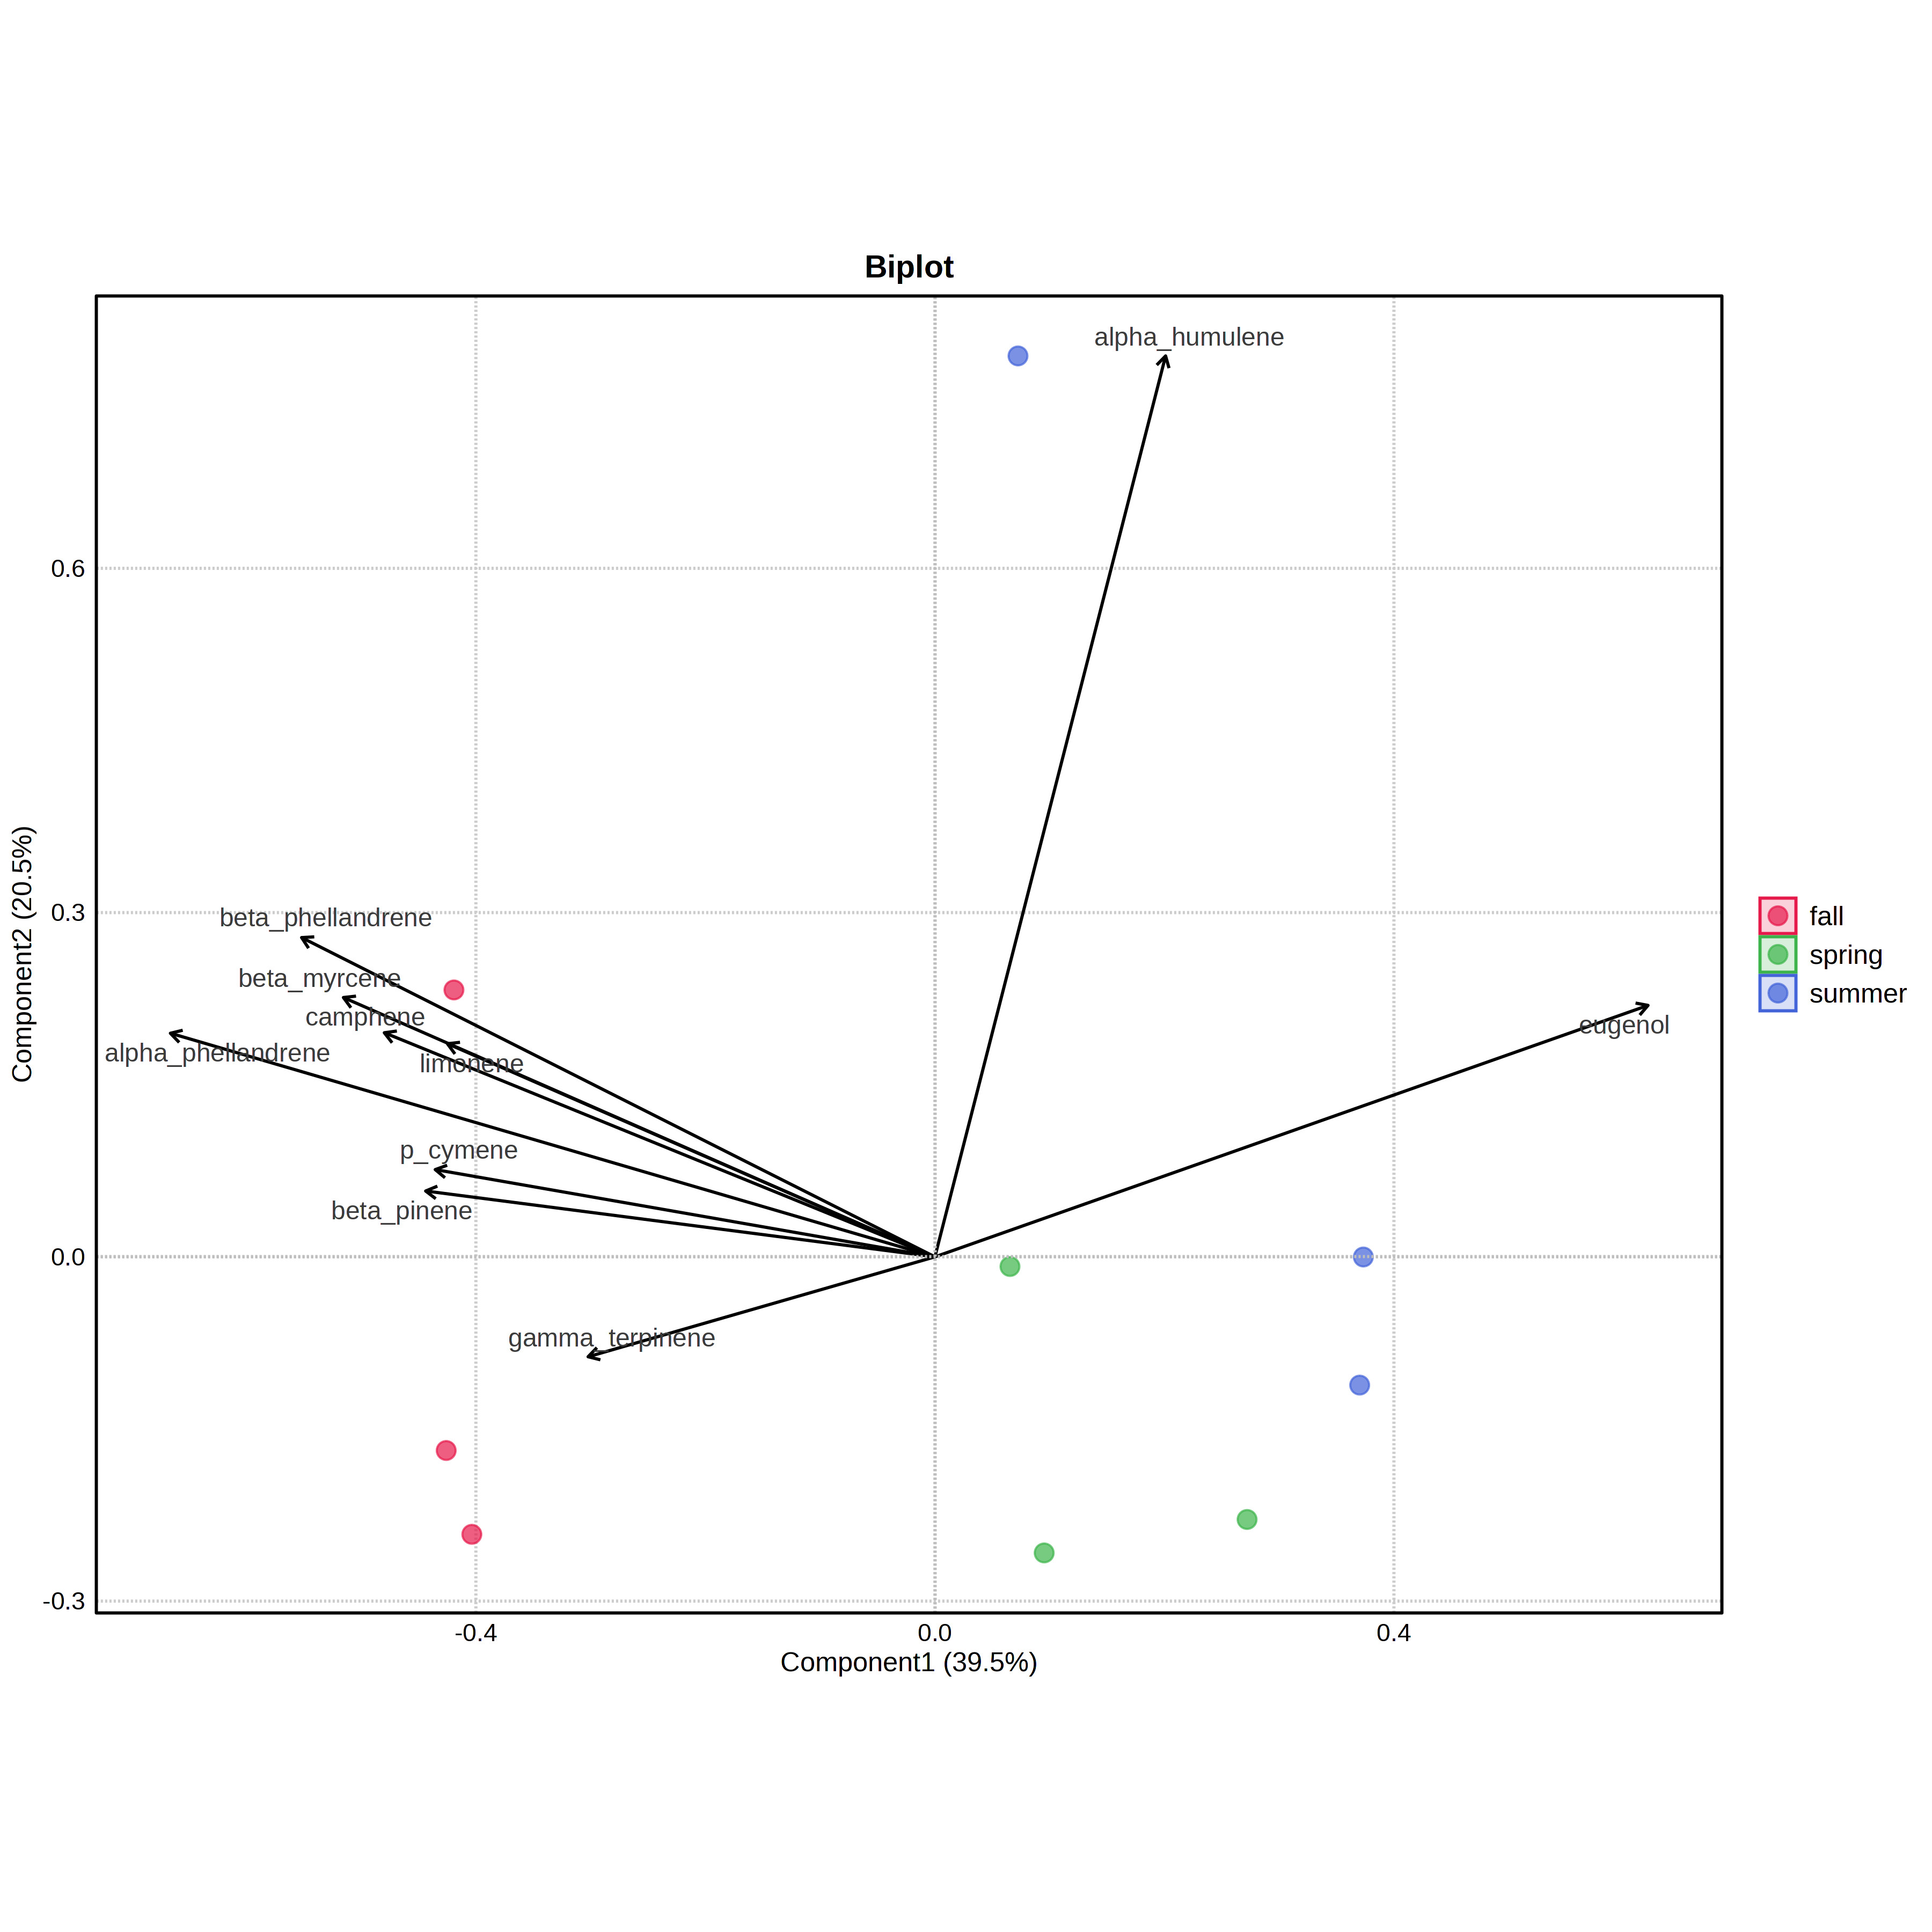 Biplot
alpha_humulene
0.6
beta_phellandrene
0.3
beta_myrcene
camphene
alpha_phellandrene
limonene
eugenol
p_cymene
beta_pinene
0.0
gamma_terpinene
-0.3
-0.4
0.0
0.4
Component1 (39.5%)
Component2 (20.5%)
fall
spring
summer